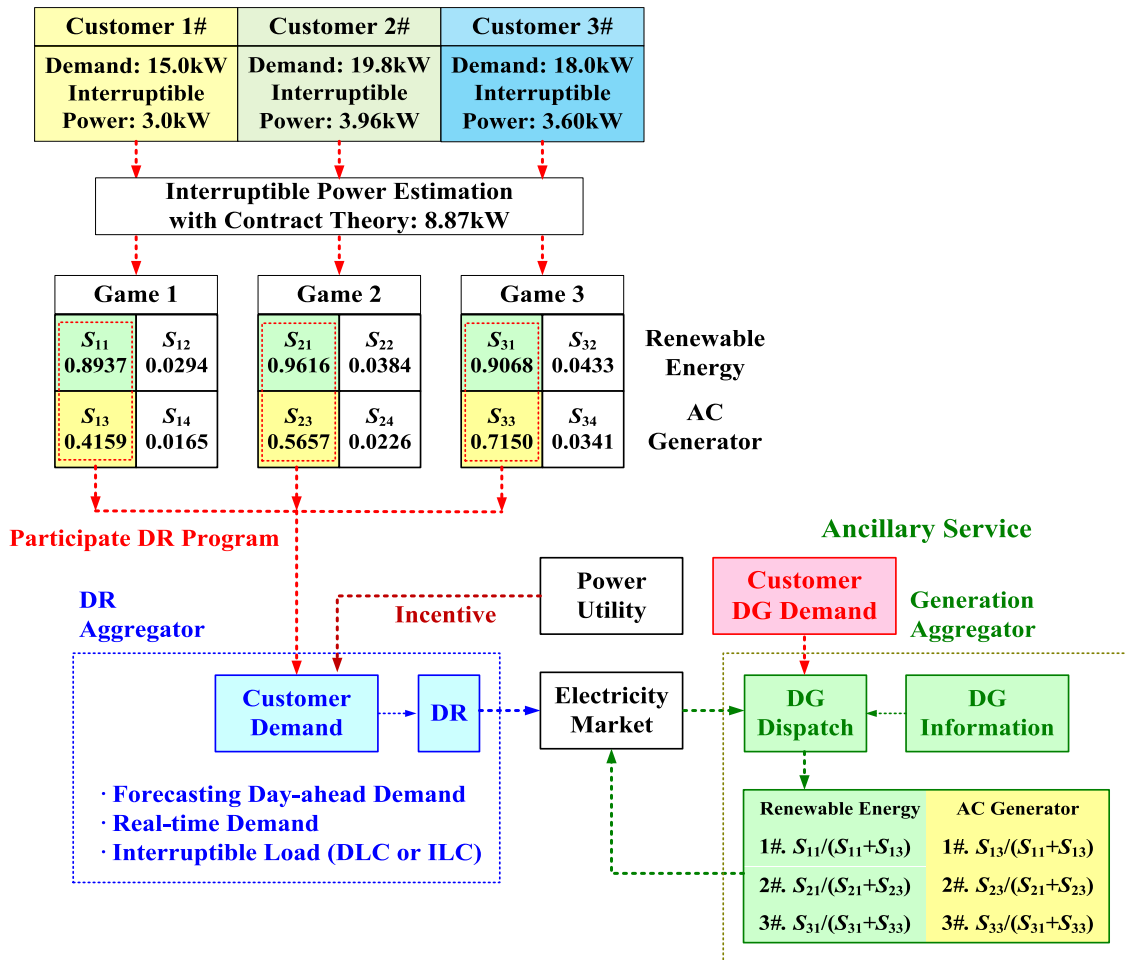 Customer 1#
Customer 2#
Customer 3#
Demand: 15.0kW
Interruptible
Power: 3.0kW
Demand: 19.8kW
Interruptible
Power: 3.96kW
Demand: 18.0kW
Interruptible
Power: 3.60kW
Interruptible Power Estimation
with Contract Theory: 8.87kW
Game 1
Game 2
Game 3
S11
0.8937
S12
0.0294
S21
0.9616
S22
0.0384
S31
0.9068
S32
0.0433
Renewable
Energy
S13
0.4159
S14
0.0165
S23
0.5657
S24
0.0226
S33
0.7150
S34
0.0341
AC
Generator
Participate DR Program
Ancillary Service
DR
Aggregator
Incentive
Power
Utility
Customer
DG Demand
Generation
Aggregator
Customer
Demand
DR
Electricity
Market
DG
Dispatch
DG
Information
· Forecasting Day-ahead Demand
· Real-time Demand
· Interruptible Load (DLC or ILC)
Renewable Energy
AC Generator
1#. S11/(S11+S13)
1#. S13/(S11+S13)
2#. S21/(S21+S23)
2#. S23/(S21+S23)
3#. S31/(S31+S33)
3#. S33/(S31+S33)